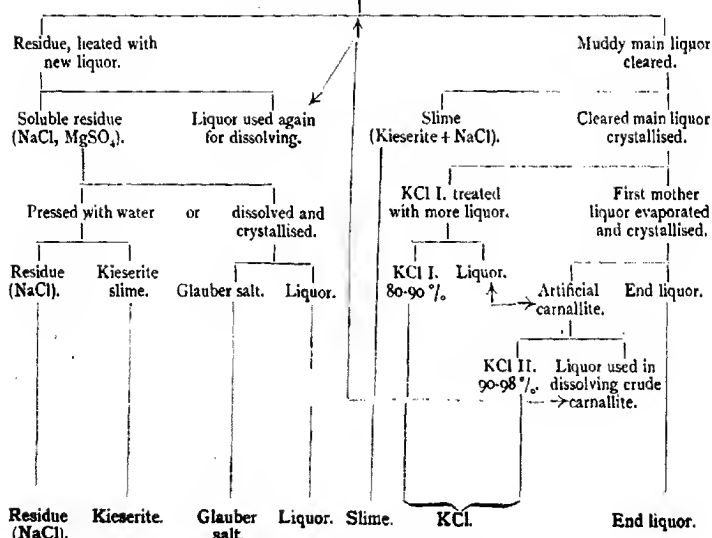 Residue, heated with
new liquor.
Muddy main liquor
cleared.
Soluble residue
(NaCl, MgSO₄).
Liquor used again
for dissolving.
Slime
(Kieserite + NaCl).
Cleared main liquor
crystallised.
Pressed with water or dissolved and
crystallised.
KCl I. treated
with more liquor.
First mother
liquor evaporated
and crystallised.
Residue
(NaCl).
Kieserite
slime.
Glauber salt.
Liquor.
KCl I.
80-90 %.
Liquor.
Artificial
carnallite.
End liquor.
KCl II.
90-98 %.
Liquor used in
dissolving crude
carnallite.
Residue
(NaCl).
Kieserite.
Glauber
salt
Liquor.
Slime.
KCl.
End liquor.